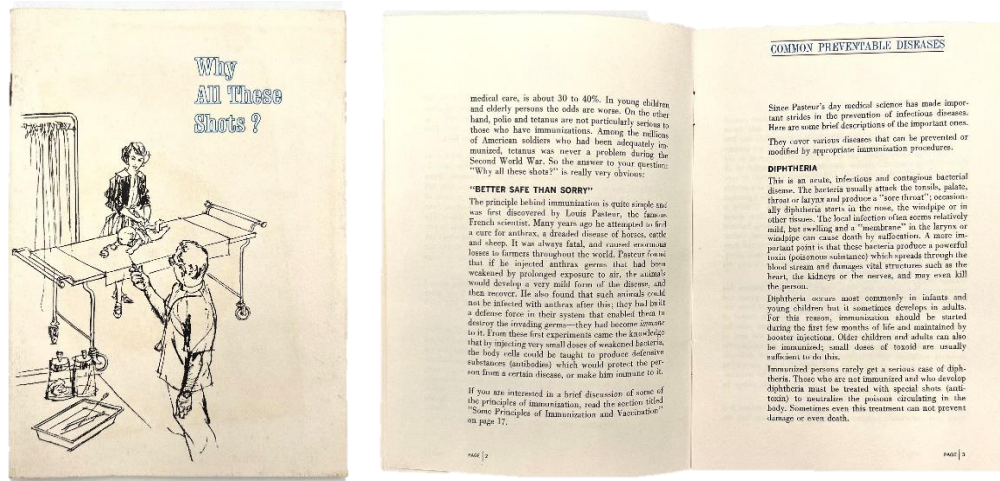 Why
All These
Shots ?
medical care, is about 30 to 40%. In young children
and elderly persons the odds are worse. On the other
hand, polio and tetanus are not particularly serious to
those who have immunizations. Among the millions
of American soldiers who had been adequately im-
munized, tetanus was never a problem during the
Second World War. So the answer to your question:
"Why all these shots?" is really very obvious:
"BETTER SAFE THAN SORRY"
The principle behind immunization is quite simple and
was first discovered by Louis Pasteur, the famous
French scientist. Many years ago he attempted to find
a cure for anthrax, a dreaded disease of horses, cattle
and sheep. It was always fatal, and caused enormous
losses to farmers throughout the world. Pasteur found
that if he injected anthrax germs that had been
weakened by prolonged exposure to air, the animals
would develop a very mild form of the disease, and
then recover. He also found that such animals could
not be infected with anthrax after this; they had built
a defense force in their system that enabled them to
destroy the invading germs—they had become immune
to it. From these first experiments came the knowledge
that by injecting very small doses of weakened bacteria,
the body cells could be taught to produce defensive
substances (antibodies) which would protect the per-
son from a certain disease, or make him immune to it.
If you are interested in a brief discussion of some of
the principles of immunization, read the section titled
"Some Principles of Immunization and Vaccination"
on page 17.
PAGE | 2
COMMON PREVENTABLE DISEASES
Since Pasteur's day medical science has made impor-
tant strides in the prevention of infectious diseases.
Here are some brief descriptions of the important ones.
They cover various diseases that can be prevented or
modified by appropriate immunization procedures.
DIPHTHERIA
This is an acute, infectious and contagious bacterial
disease. The bacteria usually attack the tonsils, palate,
throat or larynx and produce a "sore throat"; occasion-
ally diphtheria starts in the nose, the windpipe or in
other tissues. The local infection often seems relatively
mild, but swelling and a "membrane" in the larynx or
windpipe can cause death by suffocation. A more im-
portant point is that these bacteria produce a powerful
toxin (poisonous substance) which spreads through the
blood stream and damages vital structures such as the
heart, the kidneys or the nerves, and may even kill
the person.
Diphtheria occurs most commonly in infants and
young children but it sometimes develops in adults.
For this reason, immunization should be started
during the first few months of life and maintained by
booster injections. Older children and adults can also
be immunized; small doses of toxoid are usually
sufficient to do this.
Immunized persons rarely get a serious case of diph-
theria. Those who are not immunized and who develop
diphtheria must be treated with special shots (anti-
toxin) to neutralize the poisons circulating in the
body. Sometimes even this treatment can not prevent
damage or even death.
PAGE | 3